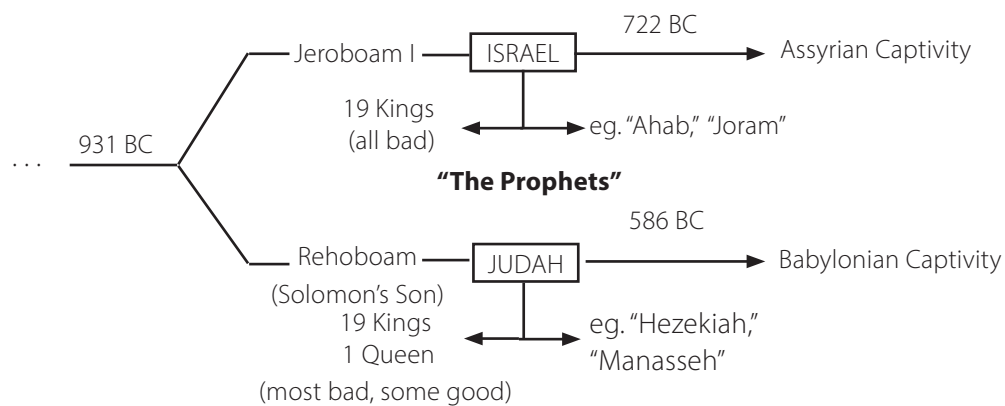 722 BC
Jeroboam I
ISRAEL
Assyrian Captivity
19 Kings
(all bad)
eg. “Ahab,” “Joram”
931 BC
. . .
“The Prophets”
586 BC
Rehoboam
JUDAH
Babylonian Captivity
(Solomon’s Son)
19 Kings
1 Queen
(most bad, some good)
eg. “Hezekiah,”
“Manasseh”